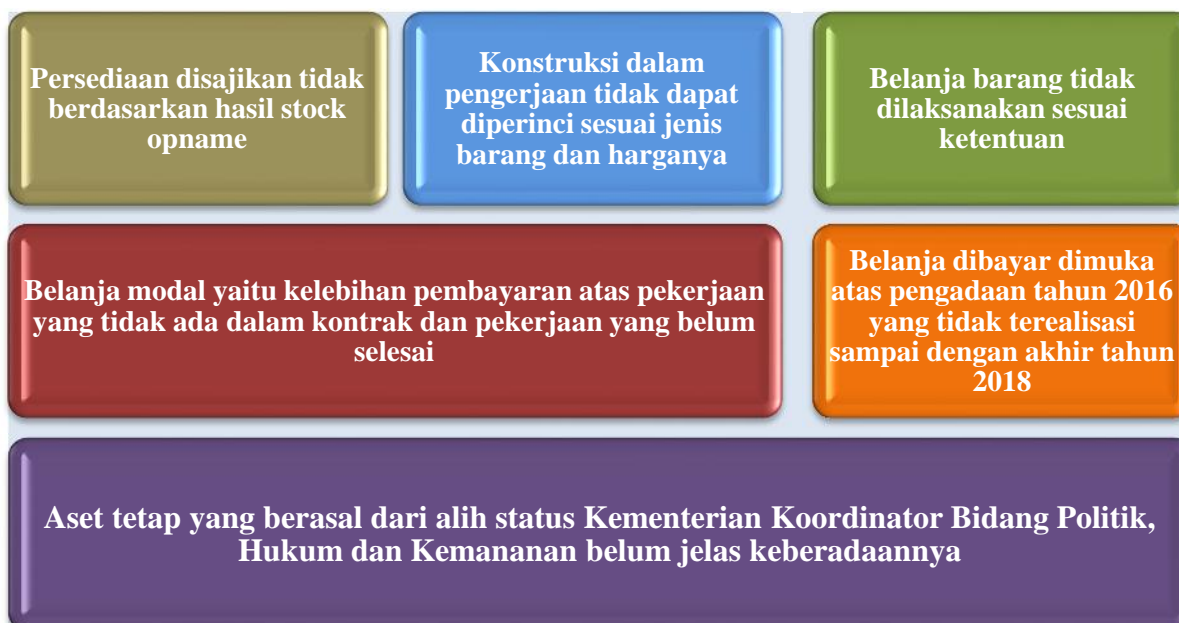 Persediaan disajikan tidak
berdasarkan hasil stock
opname
Konstruksi dalam
pengerjaan tidak dapat
diperinci sesuai jenis
barang dan harganya
Belanja barang tidak
dilaksanakan sesuai
ketentuan
Belanja modal yaitu kelebihan pembayaran atas pekerjaan
yang tidak ada dalam kontrak dan pekerjaan yang belum
selesai
Belanja dibayar dimuka
atas pengadaan tahun 2016
yang tidak terealisasi
sampai dengan akhir tahun
2018
Aset tetap yang berasal dari alih status Kementerian Koordinator Bidang Politik,
Hukum dan Kemananan belum jelas keberadaannya